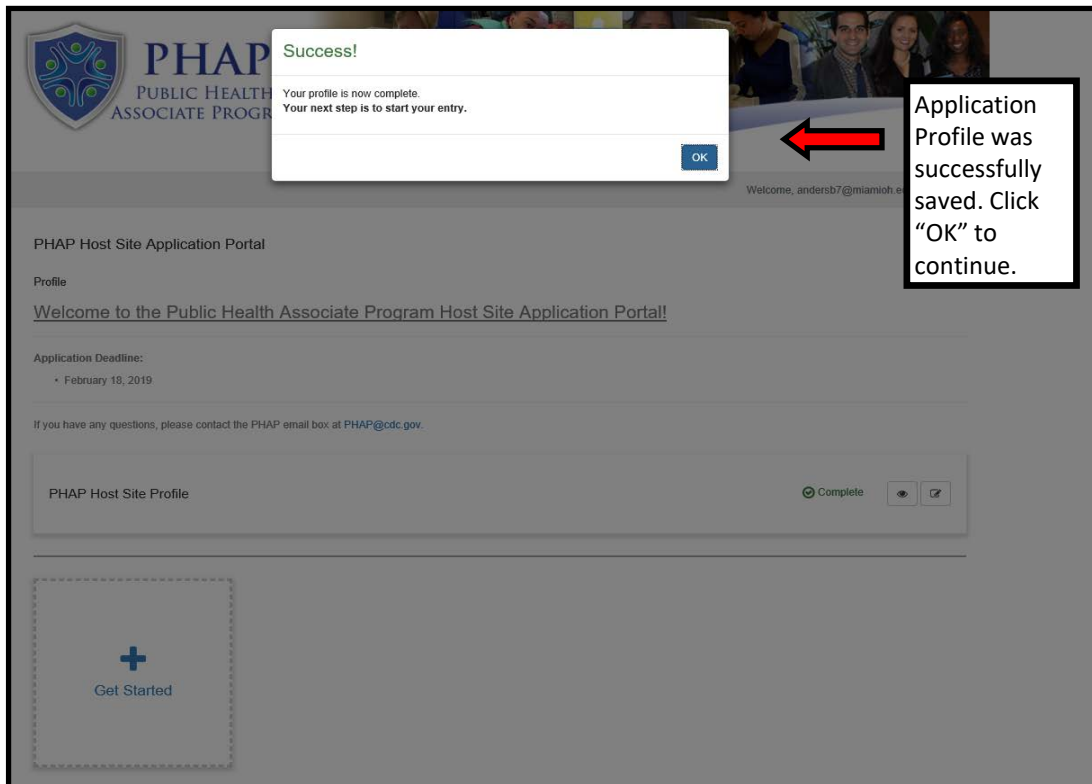 PHAP
PUBLIC HEALTH
ASSOCIATE PROGR
Success!
Your profile is now complete.
Your next step is to start your entry.
OK
Application
Profile was
successfully
saved. Click
“OK” to
continue.
Welcome, andersb7@miamioh.e
PHAP Host Site Application Portal
Profile
Welcome to the Public Health Associate Program Host Site Application Portal!
Application Deadline:
• February 18, 2019
If you have any questions, please contact the PHAP email box at PHAP@cdc.gov.
PHAP Host Site Profile
Complete
Get Started